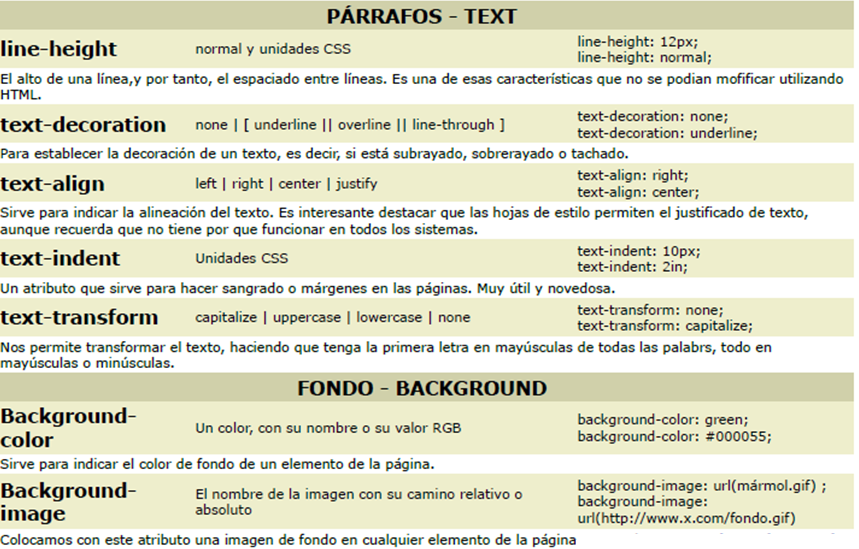 PÁRRAFOS - TEXT
line-height normal y unidades CSS line-height: 12px;
line-height: normal;
El alto de una línea,y por tanto, el espaciado entre líneas. Es una de esas características que no se podian mofificar utilizando
HTML.
text-decoration none | [ underline || overline || line-through ] text-decoration: none;
text-decoration: underline;
Para establecer la decoración de un texto, es decir, si está subrayado, sobrerayado o tachado.
text-align left | right | center | justify text-align: right;
text-align: center;
Sirve para indicar la alineación del texto. Es interesante destacar que las hojas de estilo permiten el justificado de texto,
aunque recuerda que no tiene por que funcionar en todos los sistemas.
text-indent Unidades CSS text-indent: 10px;
text-indent: 2in;
Un atributo que sirve para hacer sangrado o márgenes en las páginas. Muy útil y novedosa.
text-transform capitalize | uppercase | lowercase | none text-transform: none;
text-transform: capitalize;
Nos permite transformar el texto, haciendo que tenga la primera letra en mayúsculas de todas las palabrs, todo en
mayúsculas o minúsculas.
FONDO - BACKGROUND
Background-
color
Un color, con su nombre o su valor RGB
background-color: green;
background-color: #000055;
Sirve para indicar el color de fondo de un elemento de la página.
Background-
image
El nombre de la imagen con su camino relativo o
absoluto
background-image: url(mármol.gif) ;
background-image:
url(http://www.x.com/fondo.gif)
Colocamos con este atributo una imagen de fondo en cualquier elemento de la página